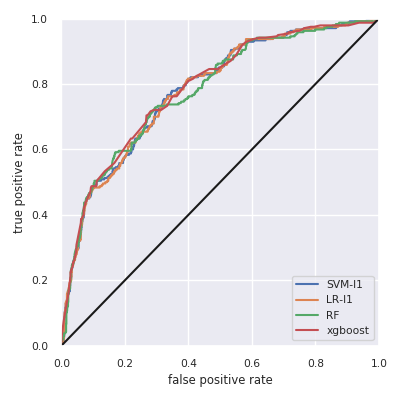 1.0
0.8
0.6
0.4
0.2
0.0
true positive rate
SVM-l1
LR-l1
RF
xgboost
0.0 0.2 0.4 0.6 0.8 1.0
false positive rate